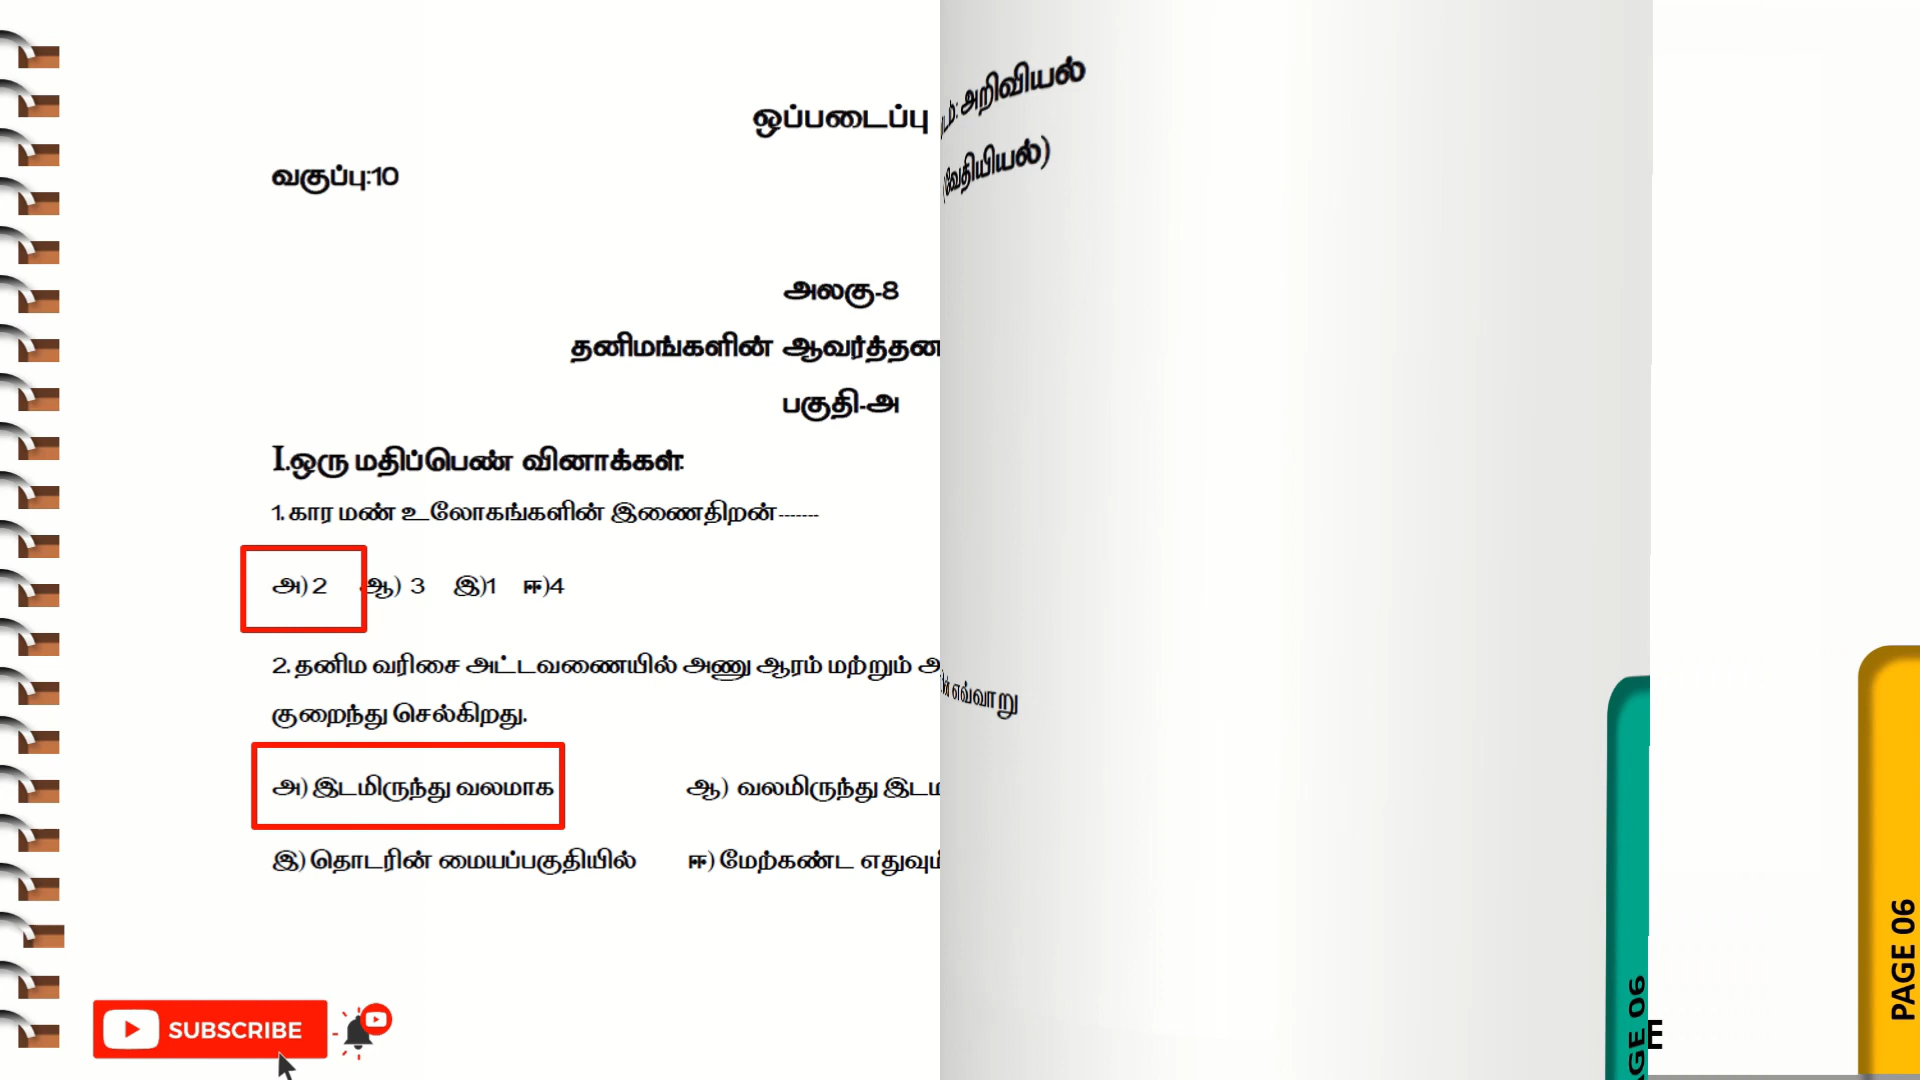 ஒப்படைப்பு
அறிவியல்
வகுப்பு:10
(வேதியியல்)
அலகு-8
தனிமங்களின் ஆவர்த்தன
பகுதி-அ
I.ஒரு மதிப்பெண் வினாக்கள்:
1. கார மண் உலோகங்களின் இணைதிறன்-------
அ) 2 ஆ) 3 இ)1 ஈ)4
2. தனிம வரிசை அட்டவணையில் அணு ஆரம் மற்றும் எவ்வாறு
குறைந்து செல்கிறது.
அ) இடமிருந்து வலமாக ஆ) வலமிருந்து
இ) தொடரின் மையப்பகுதியில் ஈ) மேற்கண்ட
SUBSCRIBE
PAGE 06